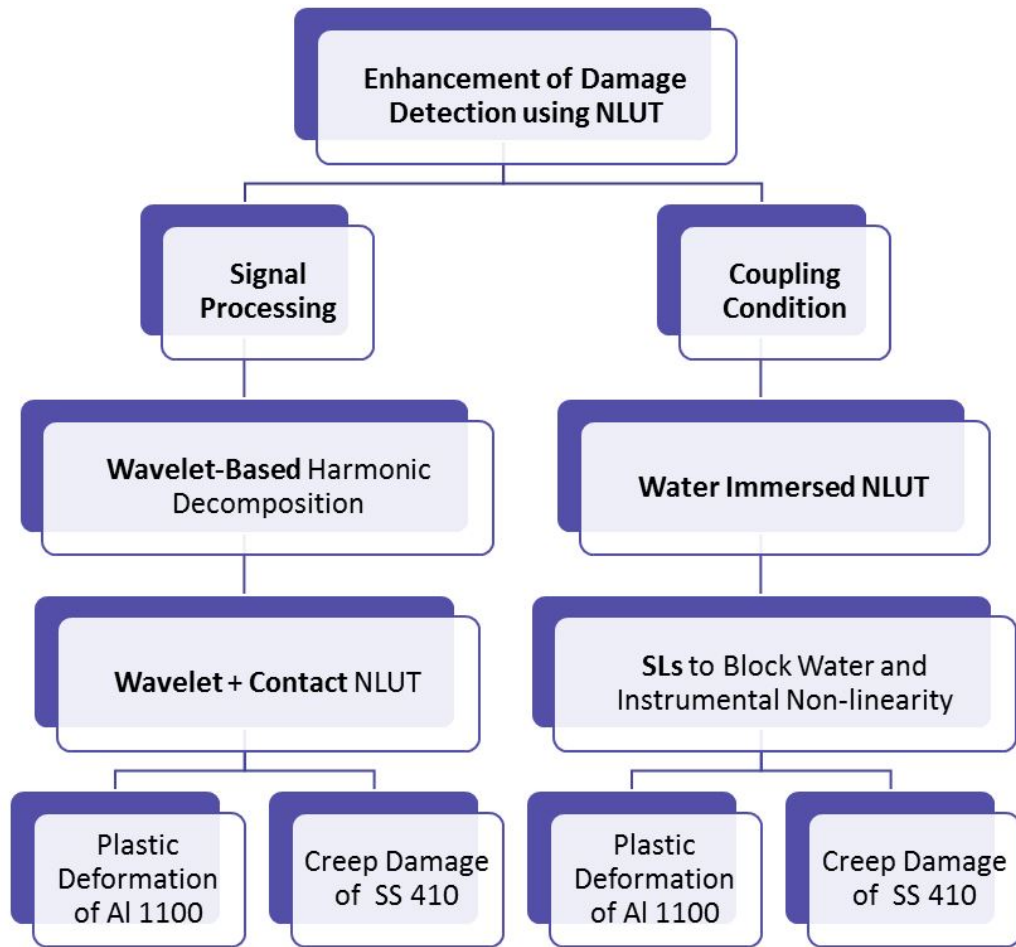 Enhancement of Damage
Detection using NLUT
Signal
Processing
Coupling
Condition
Wavelet-Based Harmonic
Decomposition
Water Immersed NLUT
Wavelet + Contact NLUT
SLs to Block Water and
Instrumental Non-linearity
Plastic
Deformation
of Al 1100
Creep Damage
of SS 410
Plastic
Deformation
of Al 1100
Creep Damage
of SS 410